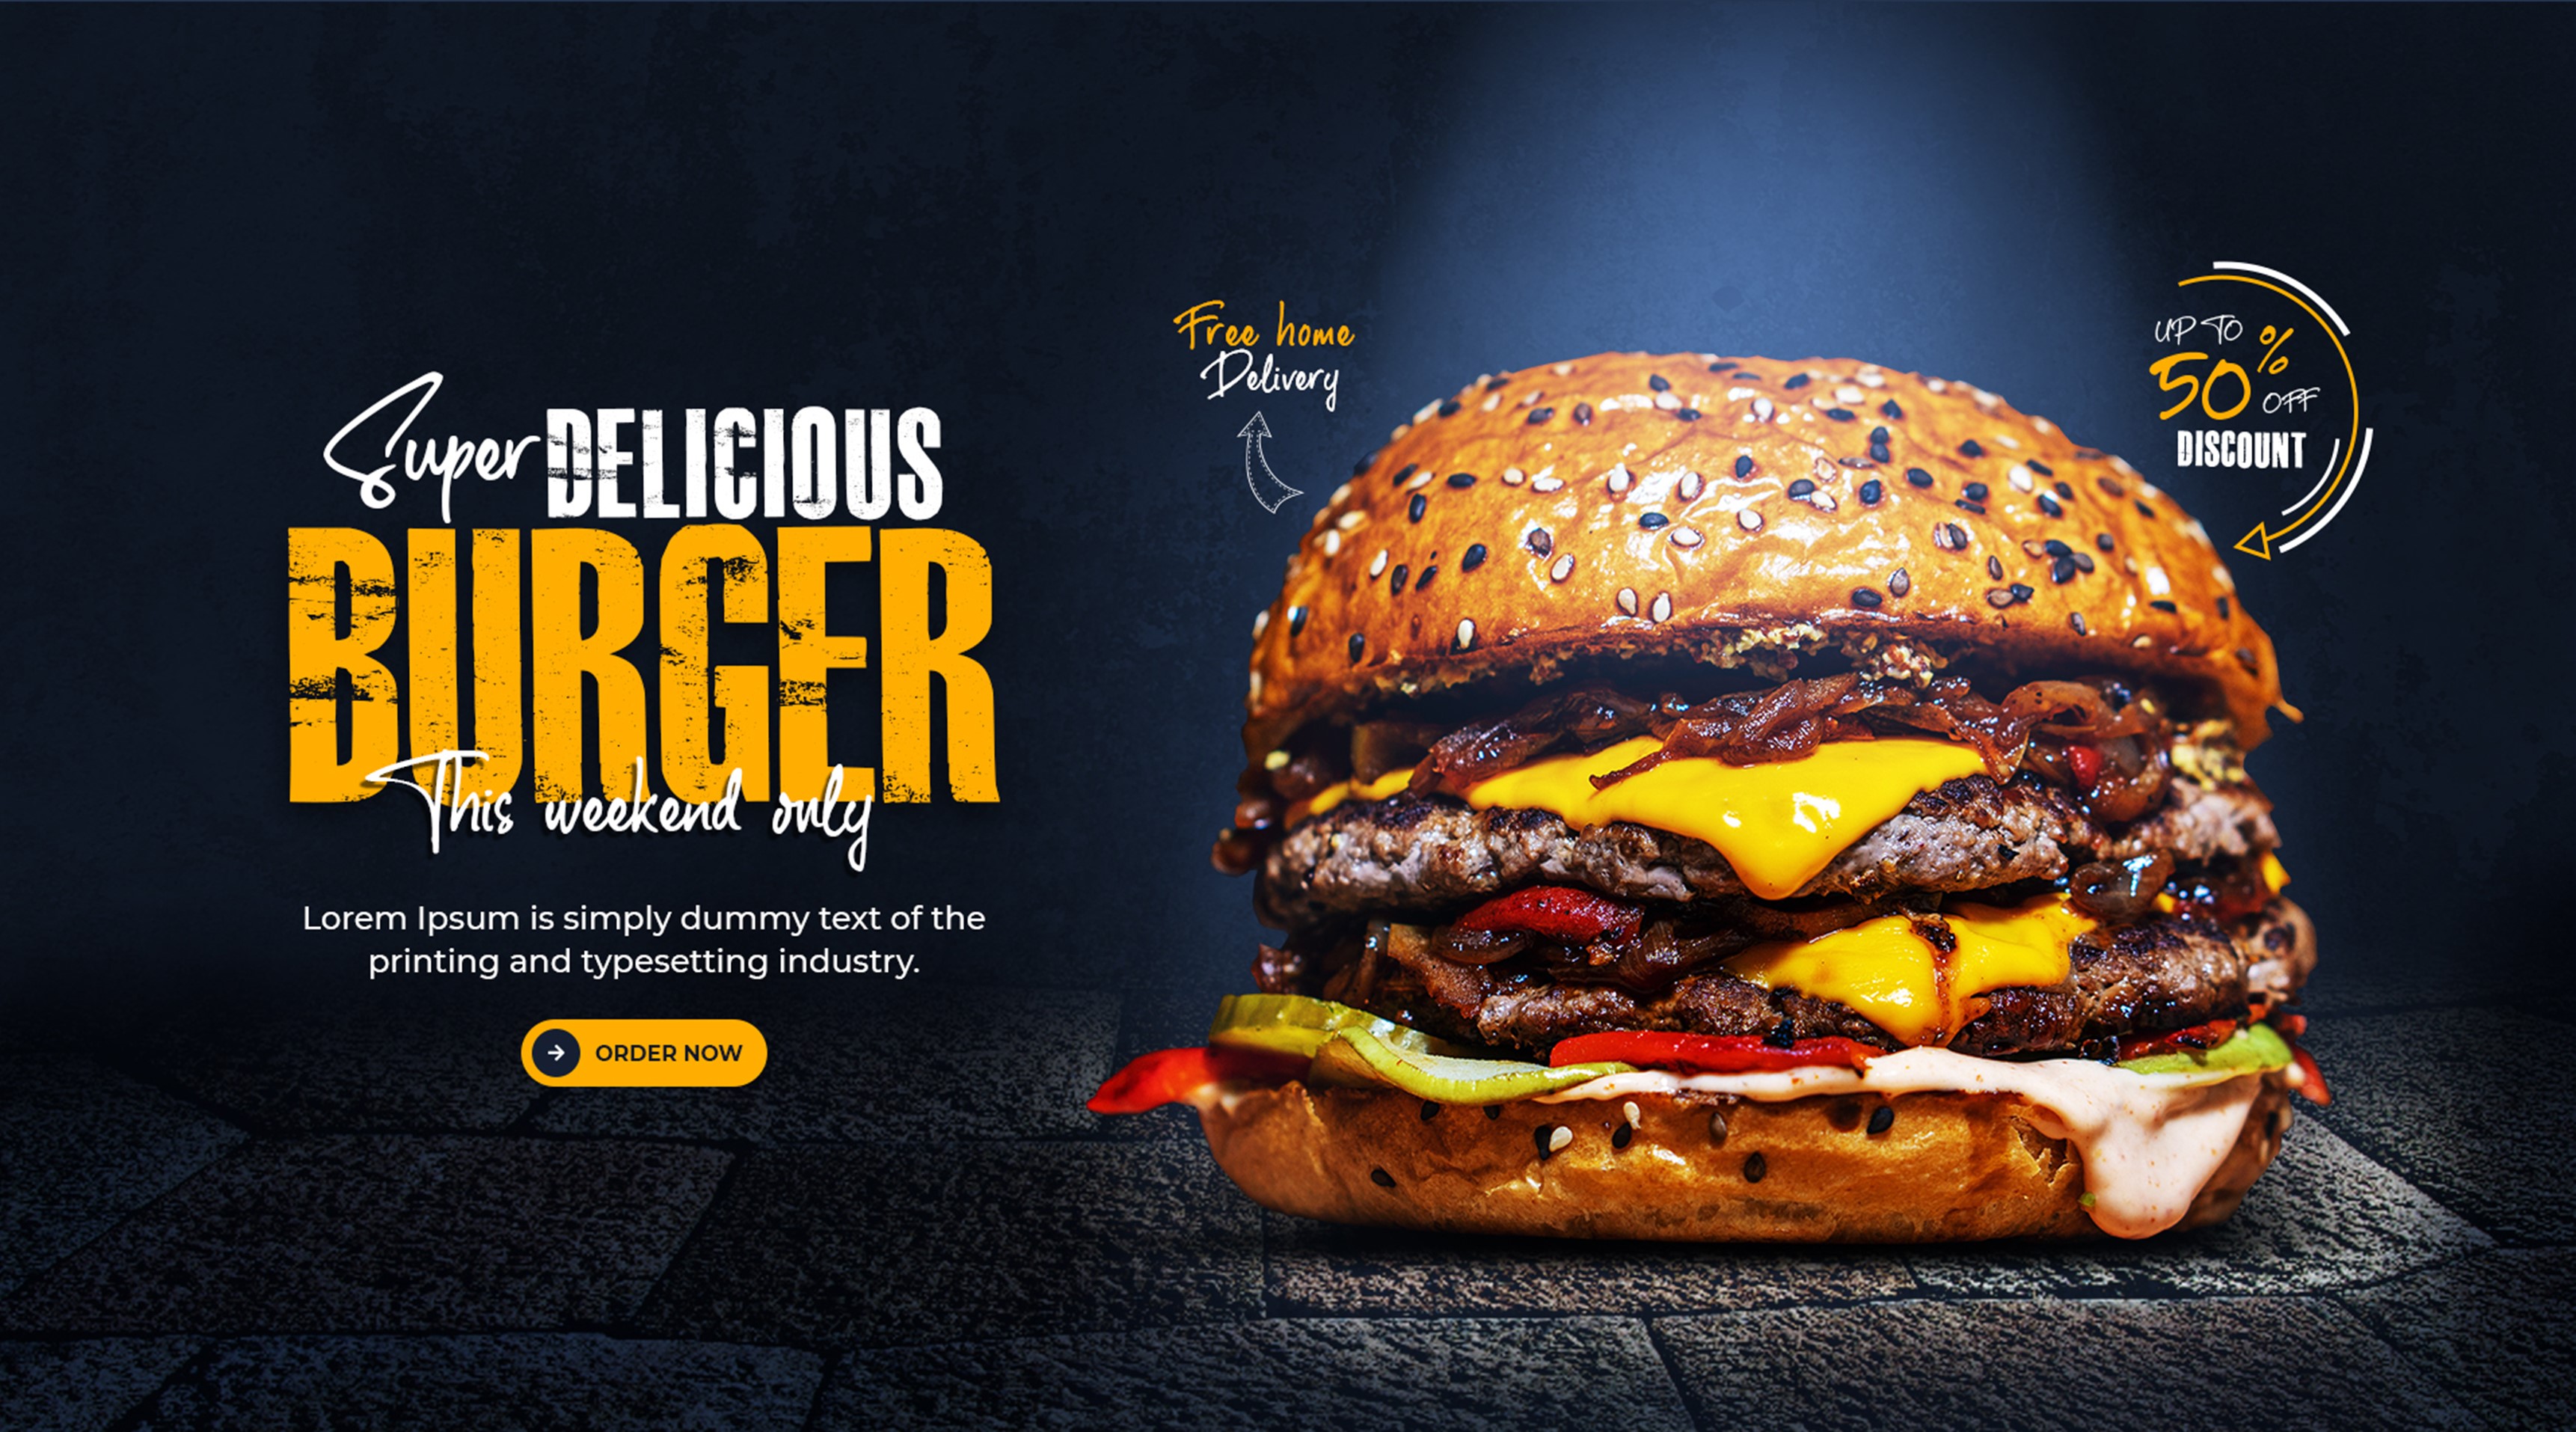 Super DELICIOUS
BURGER
This weekend only
Lorem Ipsum is simply dummy text of the
printing and typesetting industry.
ORDER NOW
Free home
Delivery
UP TO
50%
OFF
DISCOUNT